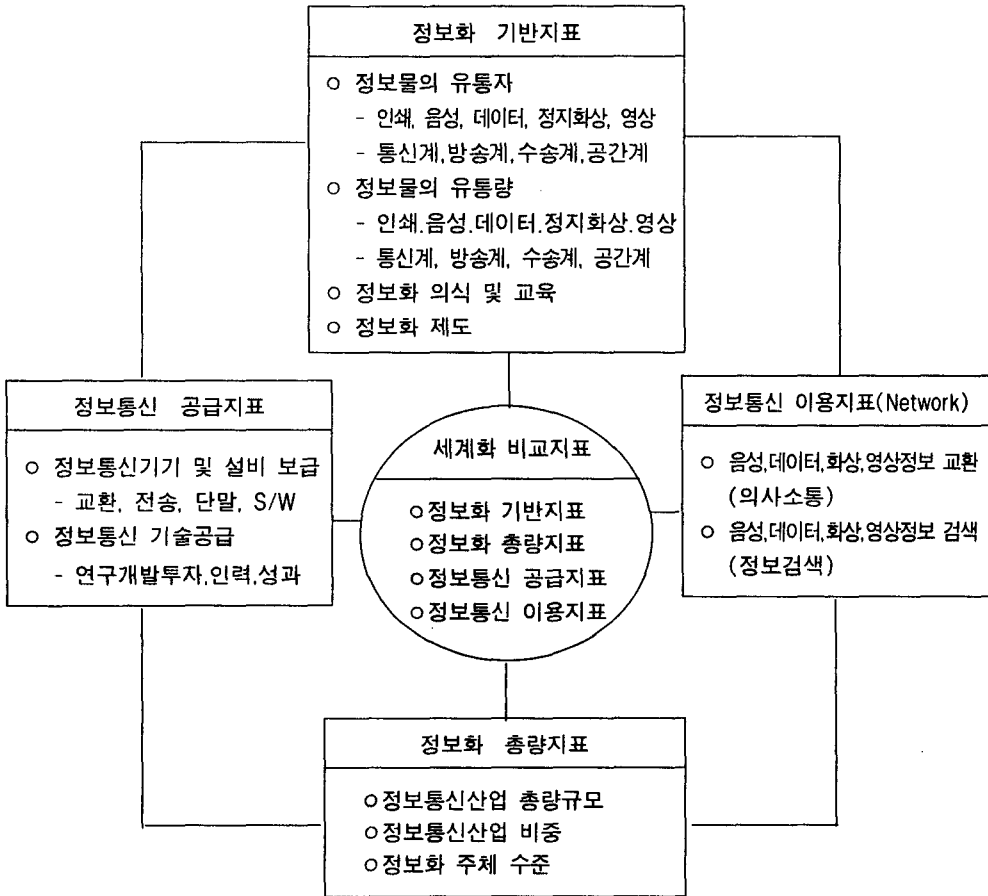 정보화 기반지표
○ 정보물의 유통자
- 인쇄, 음성, 데이터, 정지화상, 영상
- 통신계,방송계,수송계,공간계
○ 정보물의 유통량
- 인쇄.음성.데이터.정지화상.영상
- 통신계, 방송계, 수송계, 공간계
○ 정보화 의식 및 교육
○ 정보화 제도
정보통신 공급지표
○ 정보통신기기 및 설비 보급
- 교환, 전송, 단말, S/W
○ 정보통신 기술공급
- 연구개발투자,인력,성과
세계화 비교지표
○정보화 기반지표
○정보화 총량지표
○정보통신 공급지표
○정보통신 이용지표
정보통신 이용지표(Network)
○ 음성,데이터,화상,영상정보 교환
(의사소통)
○ 음성,데이터,화상,영상정보 검색
(정보검색)
정보화 총량지표
○정보통신산업 총량규모
○정보통신산업 비중
○정보화 주체 수준